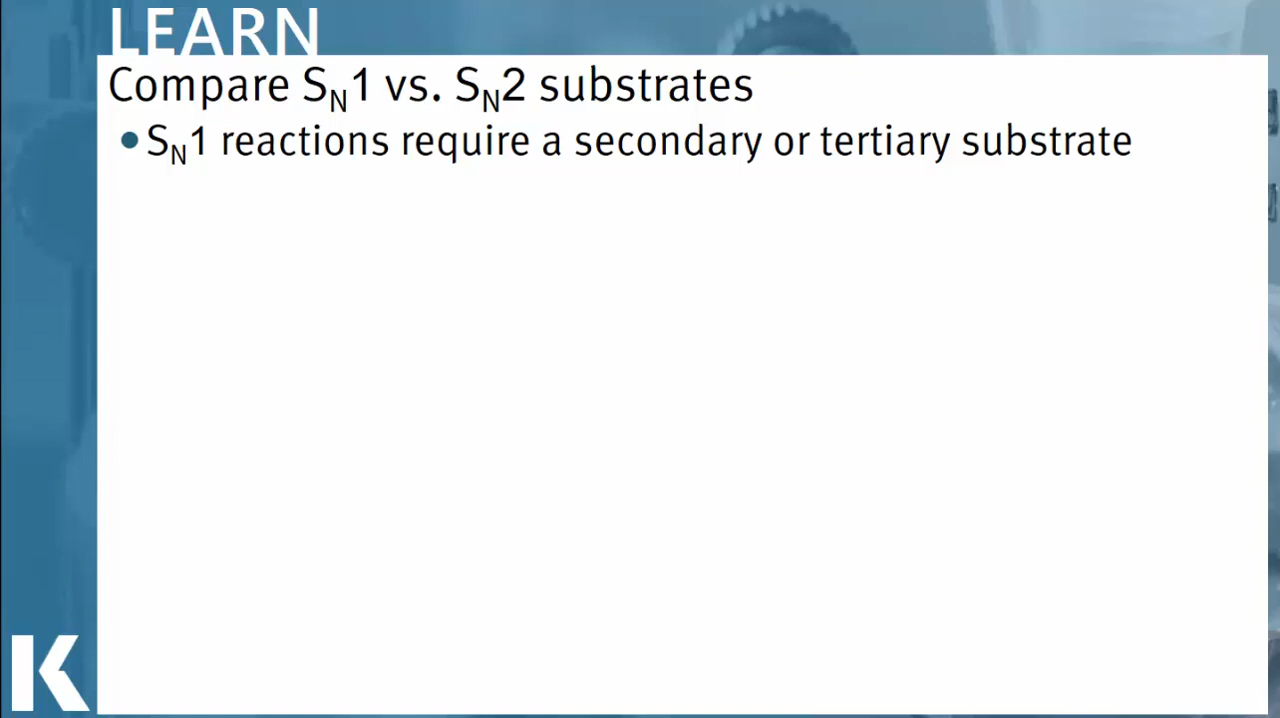 LEARN
Compare SN1 vs. SN2 substrates
•SN1 reactions require a secondary or tertiary substrate
K